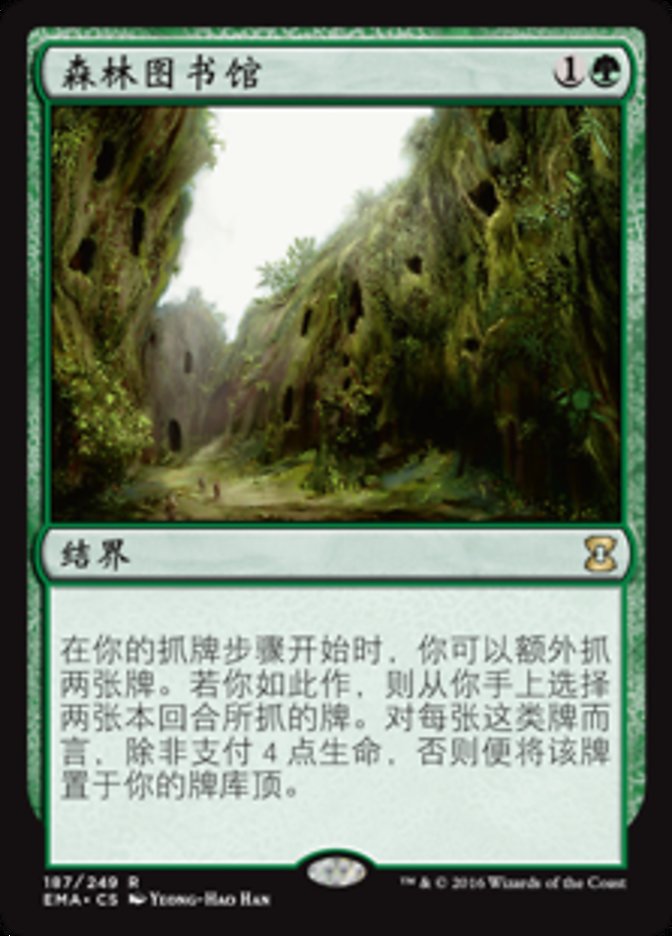 森林图书馆 1
结界
在你的抓牌步骤开始时，你可以额外抓
两张牌。若你如此作，则从你手上选择
两张本回合所抓的牌。对每张这类牌而
言，除非支付 4 点生命，否则便将该牌
置于你的牌库顶。
187/249 R
EMA • CS Yeong-Hao Han
™ & © 2016 Wizards of the Coast